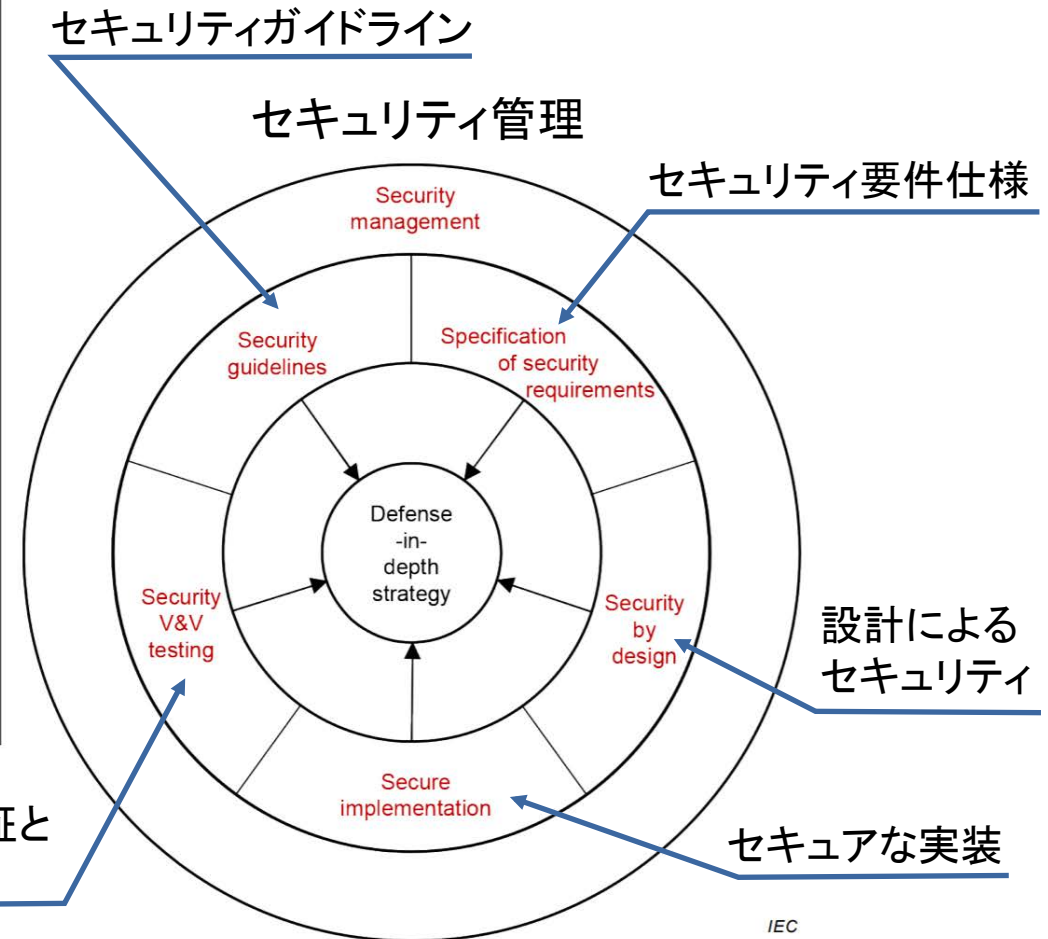 セキュリティガイドライン
セキュリティ管理
セキュリティ要件仕様
Security
management
Security
guidelines
Specification
of security
requirements
Defense
-in-
depth
strategy
Security
V&V
testing
Security
by
design
設計による
セキュリティ
Secure
implementation
証と
セキュアな実装
IEC